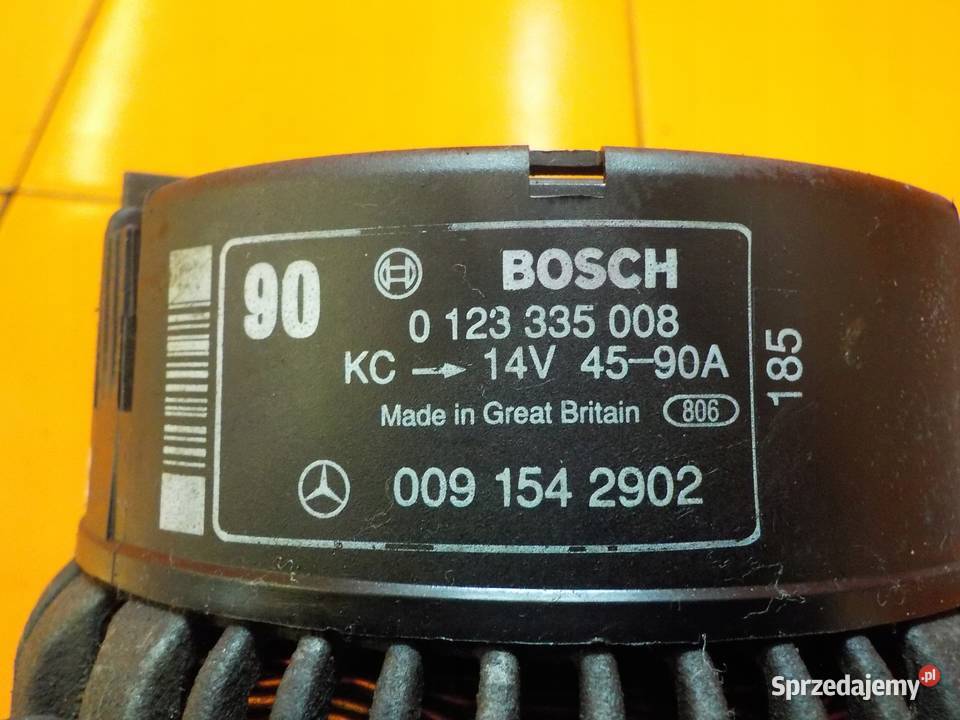 90 BOSCH
0 123 335 008
KC → 14V 45-90A
Made in Great Britain 806
185
009 154 2902
Sprzedajemy.pl